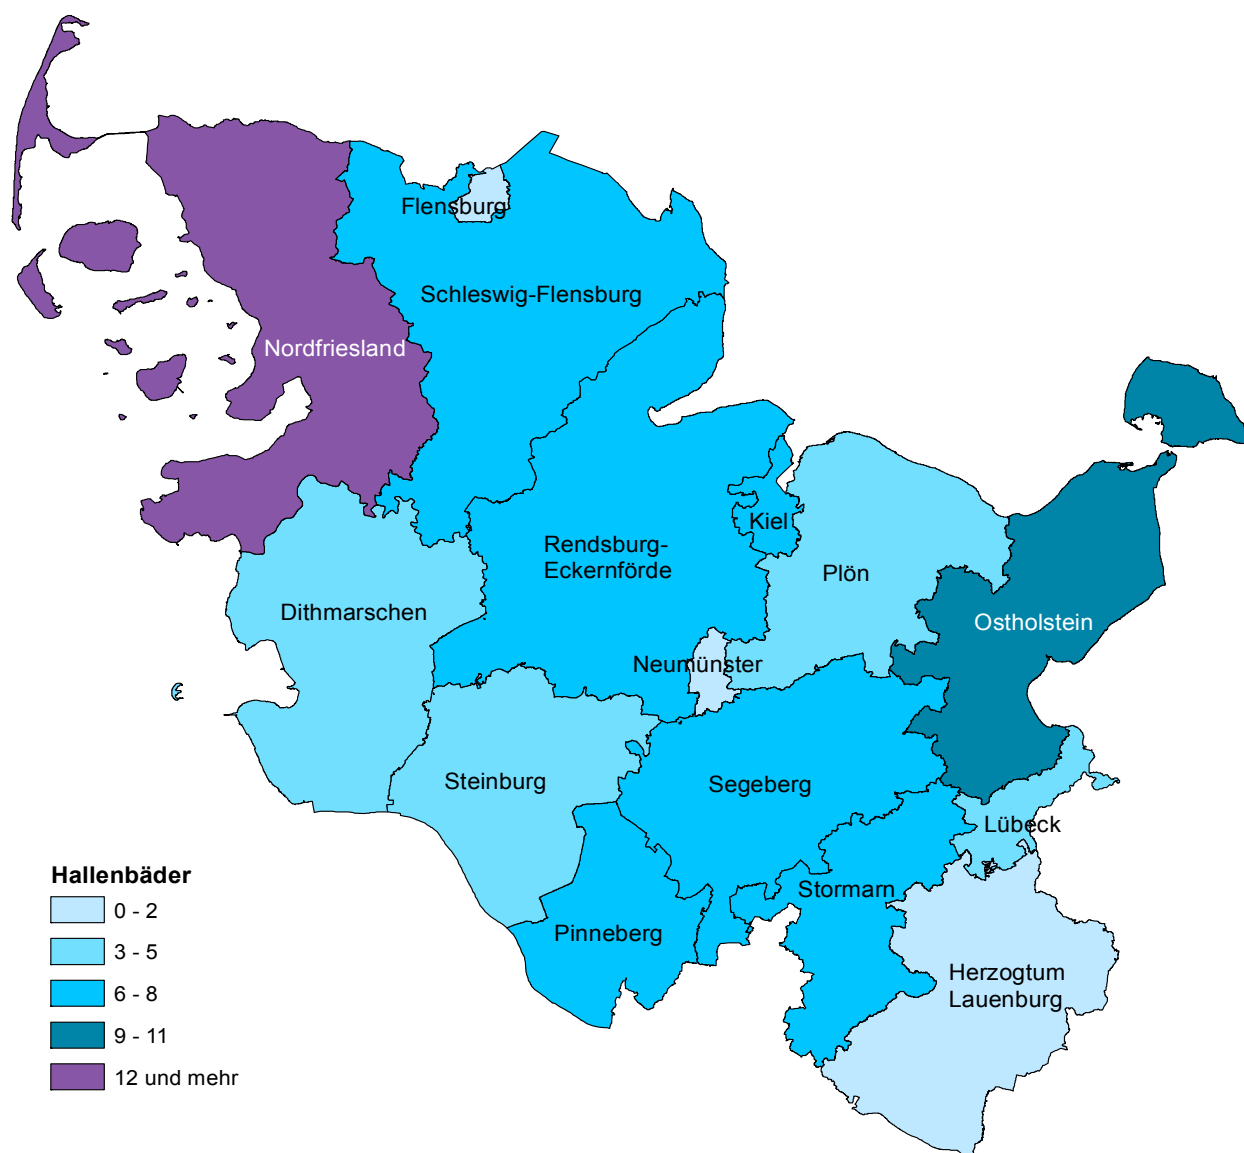 Flensburg
Schleswig-Flensburg
Nordfriesland
Kiel
Rendsburg-
Eckernförde
Plön
Dithmarschen
Ostholstein
Neumünster
Steinburg
Segeberg
Lübeck
Stormarn
Pinneberg
Herzogtum
Lauenburg
Hallenbäder
0 - 2
3 - 5
6 - 8
9 - 11
12 und mehr